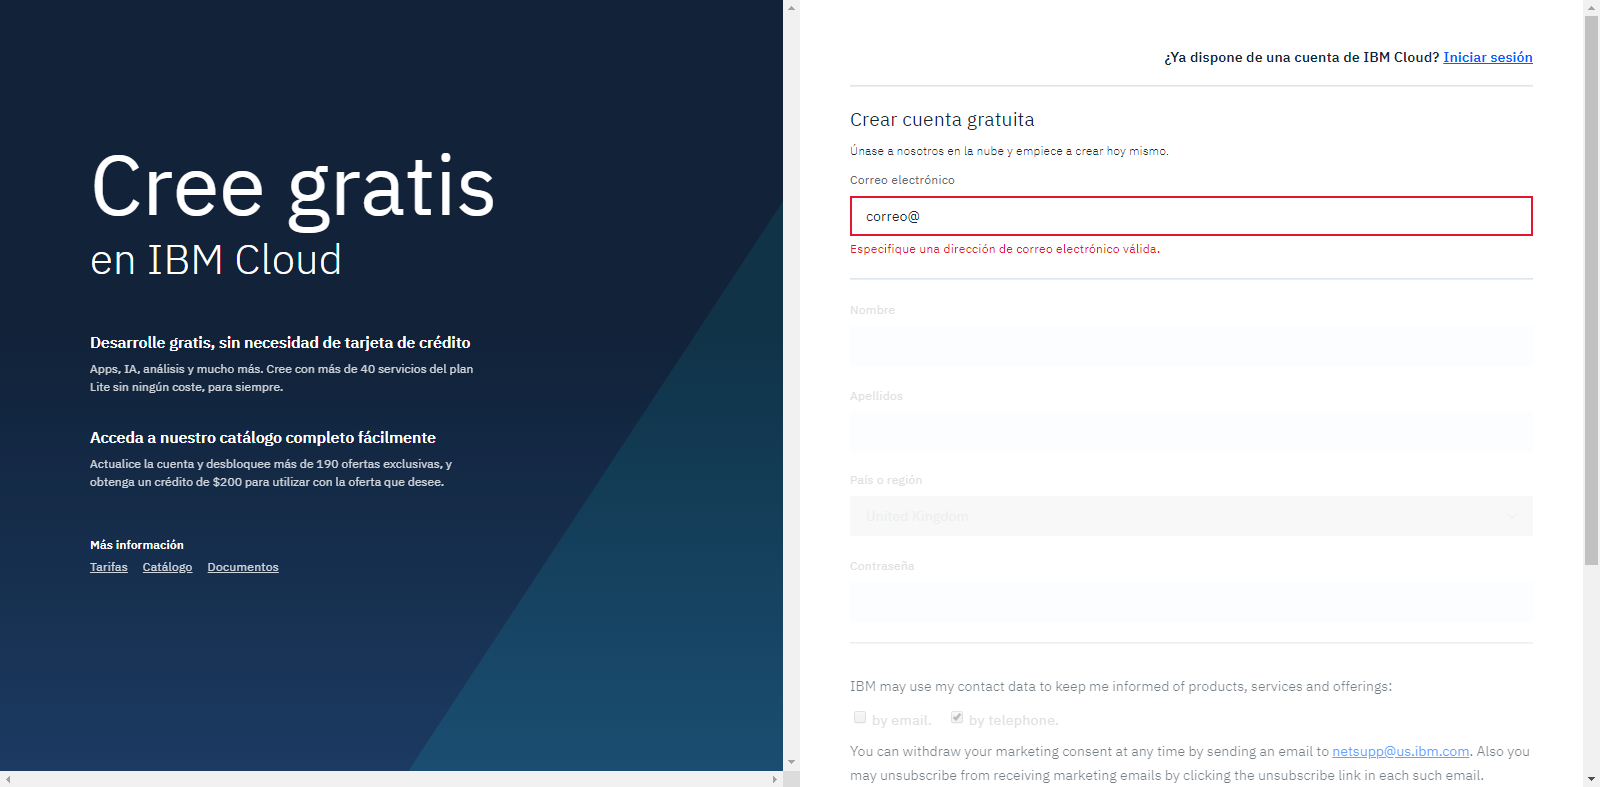 Cree gratis
en IBM Cloud
Desarrolle gratis, sin necesidad de tarjeta de crédito
Apps, IA, análisis y mucho más. Cree con más de 40 servicios del plan
Lite sin ningún coste, para siempre.
Acceda a nuestro catálogo completo fácilmente
Actualice la cuenta y desbloquee más de 190 ofertas exclusivas, y
obtenga un crédito de $200 para utilizar con la oferta que desee.
Más información
Tarifas Catálogo Documentos
¿Ya dispone de una cuenta de IBM Cloud? Iniciar sesión
Crear cuenta gratuita
Únase a nosotros en la nube y empiece a crear hoy mismo.
Correo electrónico
correo@
Especifique una dirección de correo electrónico válida.
Nombre
Apellidos
País o región
United Kingdom
Contraseña
IBM may use my contact data to keep me informed of products, services and offerings:
by email. by telephone.
You can withdraw your marketing consent at any time by sending an email to netsupp@us.ibm.com. Also you
may unsubscribe from receiving marketing emails by clicking the unsubscribe link in each such email.